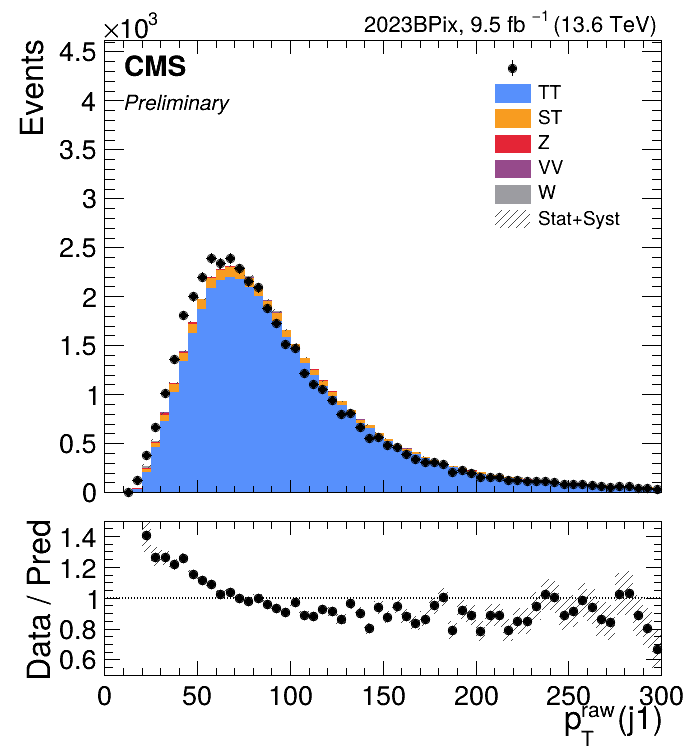 ×10³
2023BPix, 9.5 fb ⁻¹ (13.6 TeV)
CMS
Preliminary
Events
4.5
4
3.5
3
2.5
2
1.5
1
0.5
0
TT
ST
Z
VV
W
Stat+Syst
Data / Pred
1.4
1.2
1
0.8
0.6
0 50 100 150 200 250 300
p_T^raw(j1)